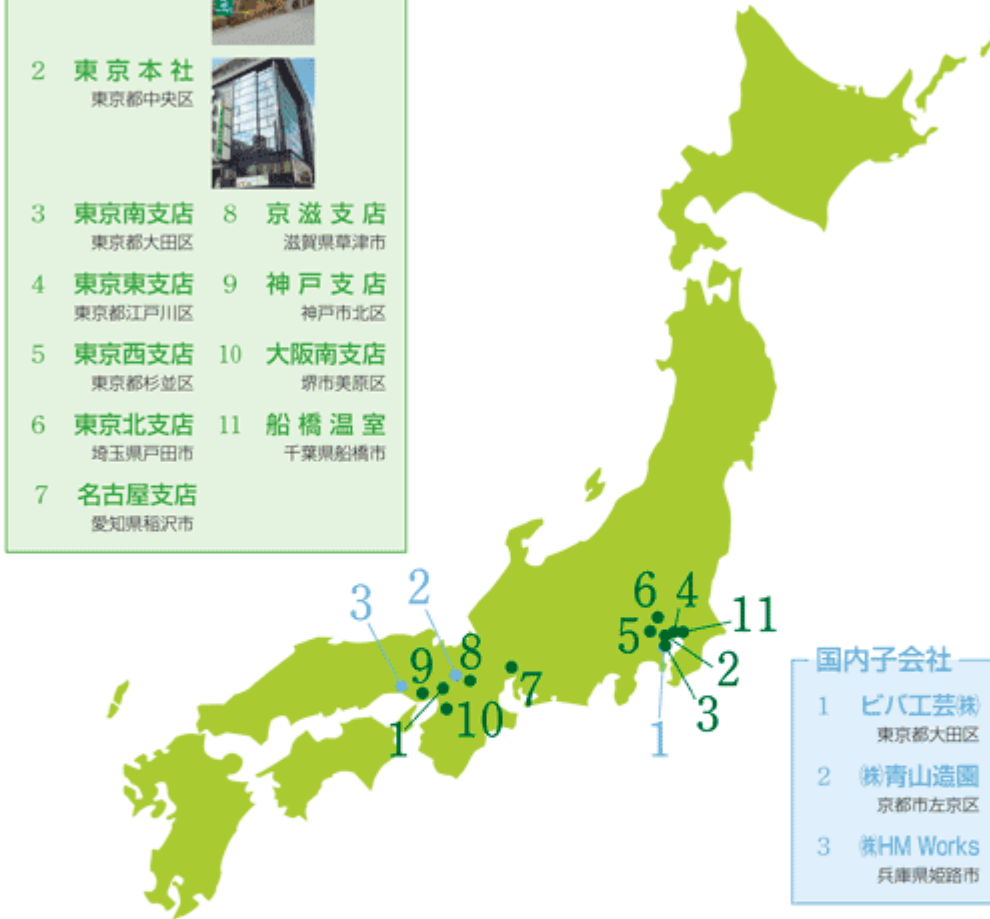 2 東京本社
東京都中央区
3 東京南支店
東京都大田区
4 東京東支店
東京都江戸川区
5 東京西支店
東京都杉並区
6 東京北支店
埼玉県戸田市
7 名古屋支店
愛知県稲沢市
8 京滋支店
滋賀県草津市
9 神戸支店
神戸市北区
10 大阪南支店
堺市美原区
11 船橋温室
千葉県船橋市
3
2
9
8
1
10
7
6
4
5
11
2
3
1
国内子会社
1 ビバ工芸㈱
東京都大田区
2 ㈱青山造園
京都市左京区
3 ㈱HM Works
兵庫県姫路市